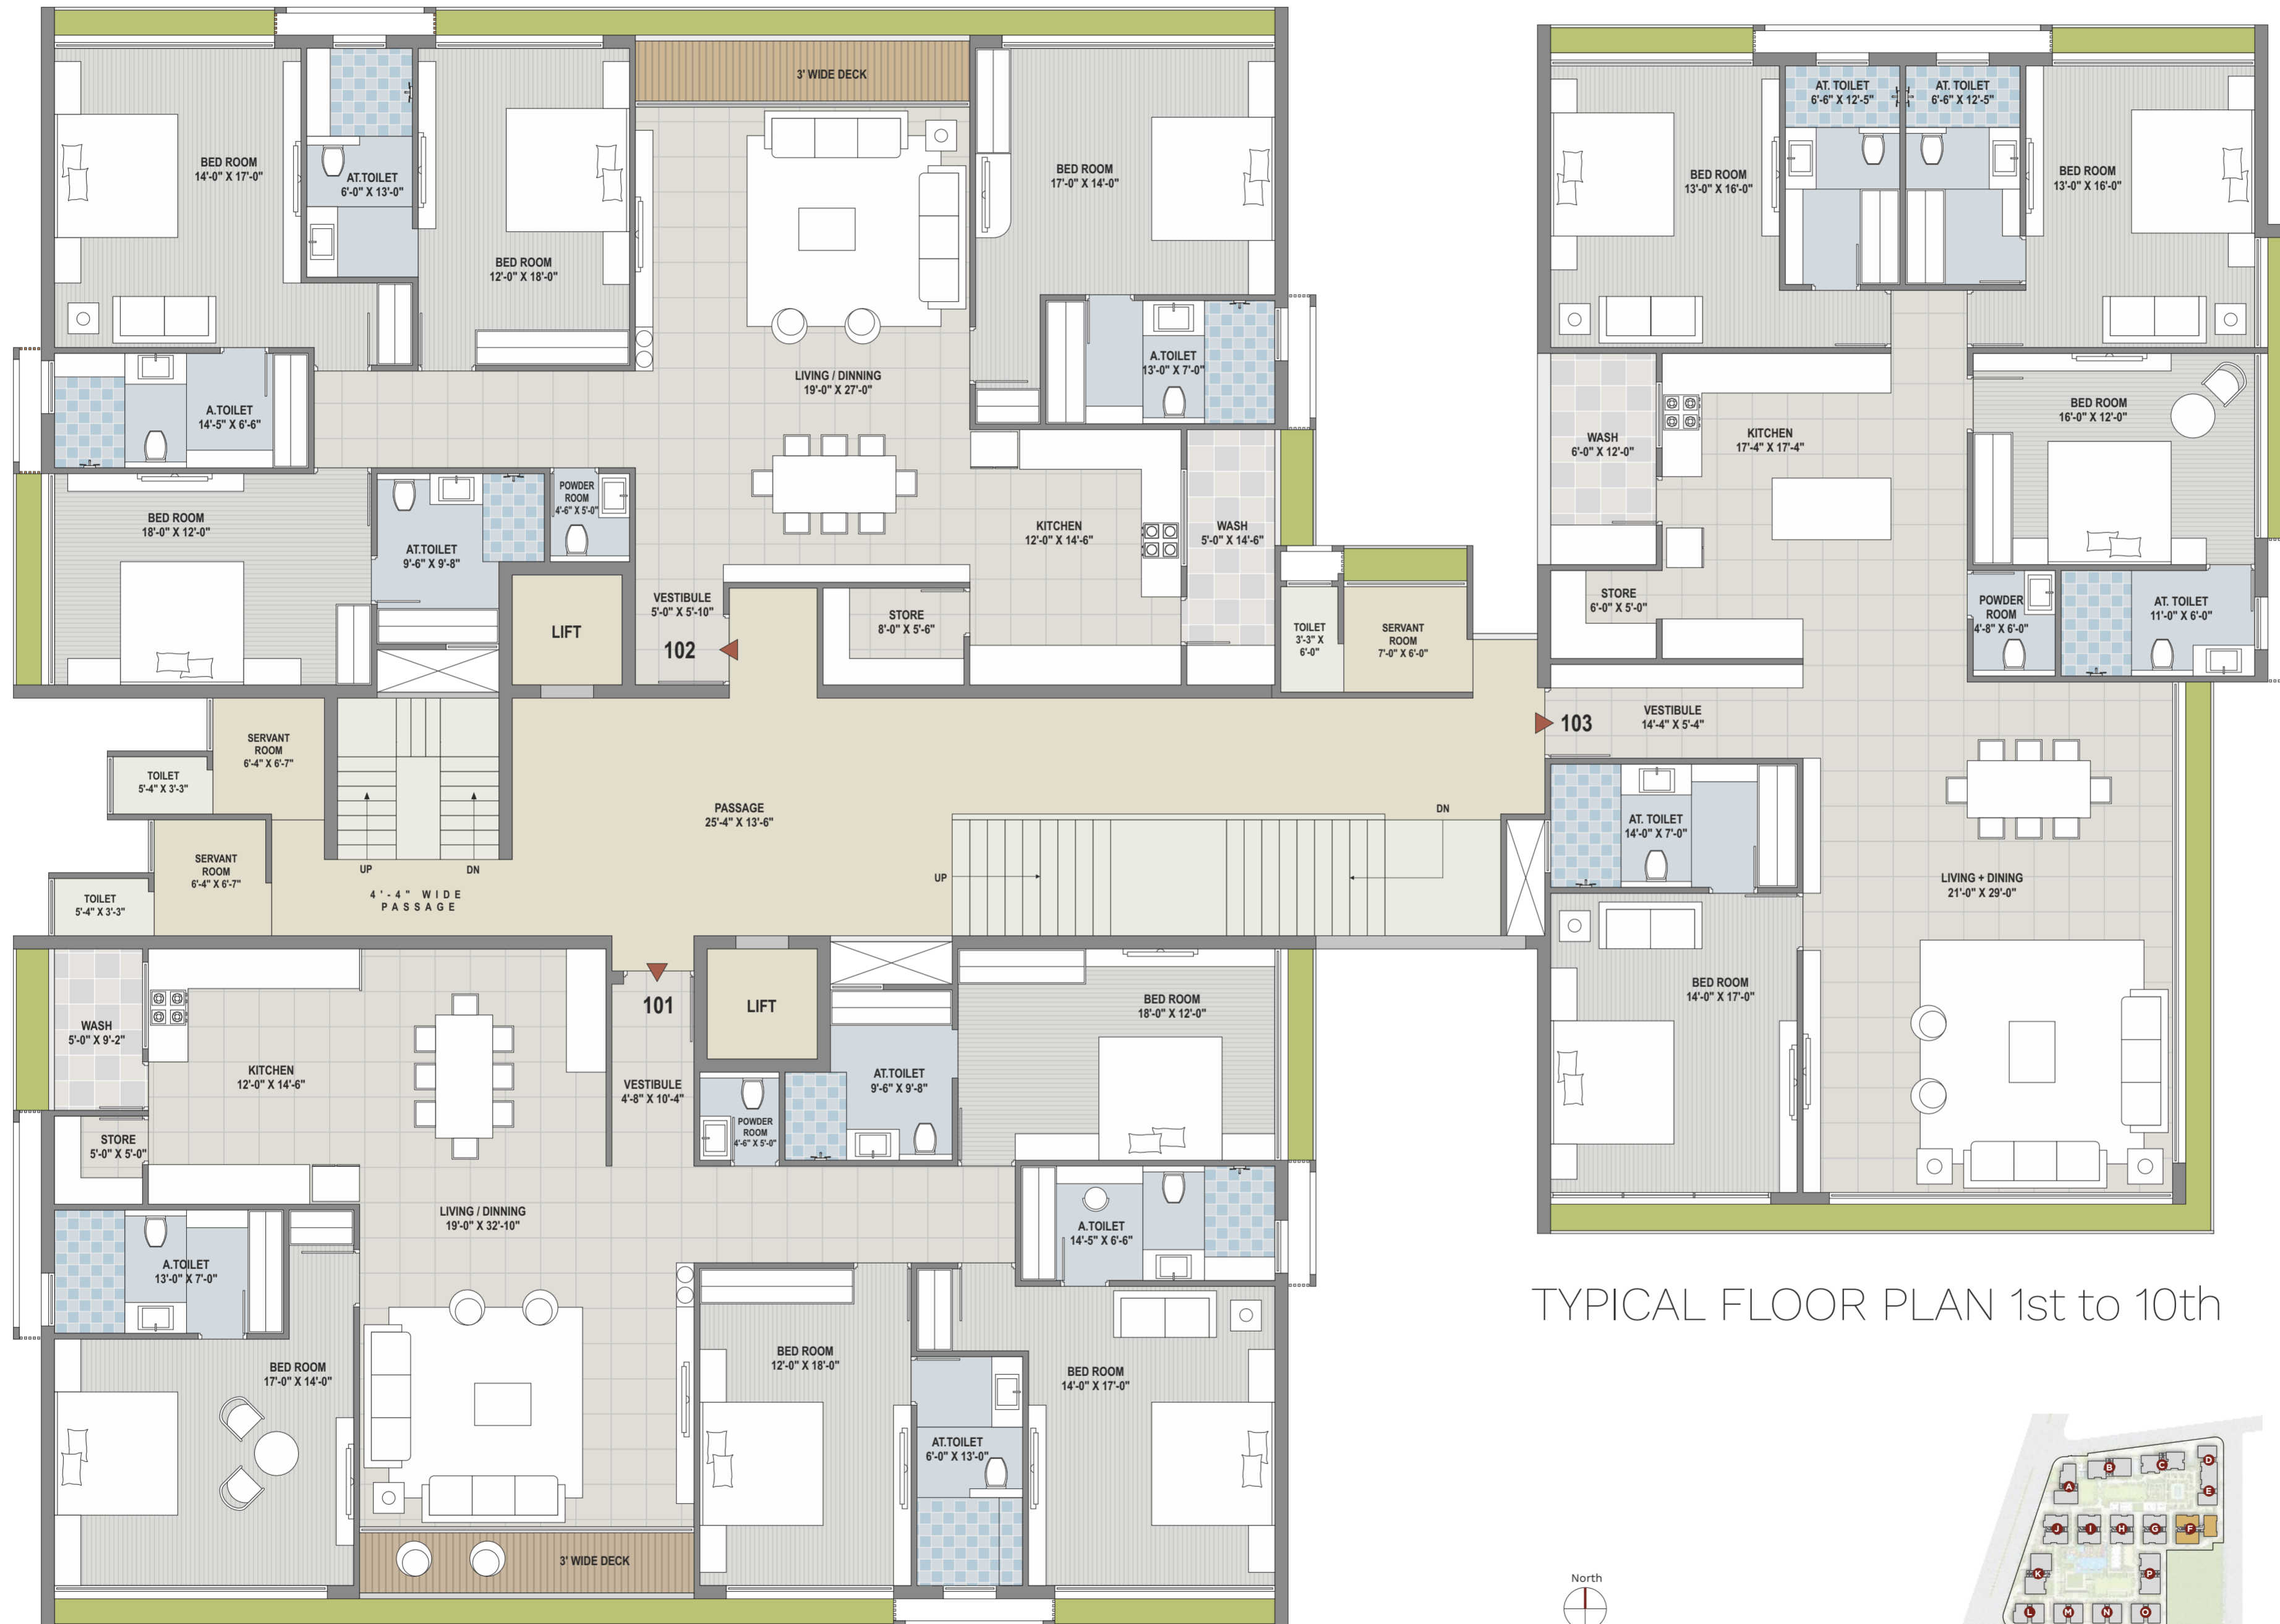 3' WIDE DECK
BED ROOM
14'-0" X 17'-0"
AT.TOILET
6'-0" X 13'-0"
BED ROOM
12'-0" X 18'-0"
BED ROOM
17'-0" X 14'-0"
A.TOILET
13'-0" X 7'-0"
LIVING / DINNING
19'-0" X 27'-0"
A.TOILET
14'-5" X 6'-6"
BED ROOM
18'-0" X 12'-0"
AT.TOILET
9'-6" X 9'-8"
POWDER
ROOM
4'-6" X 5'-0"
KITCHEN
12'-0" X 14'-6"
WASH
5'-0" X 14'-6"
LIFT
VESTIBULE
5'-0" X 5'-10"
102
STORE
8'-0" X 5'-6"
TOILET
3'-3" X
6'-0"
SERVANT
ROOM
7'-0" X 6'-0"
AT. TOILET
6'-6" X 12'-5"
AT. TOILET
6'-6" X 12'-5"
BED ROOM
13'-0" X 16'-0"
BED ROOM
13'-0" X 16'-0"
BED ROOM
16'-0" X 12'-0"
WASH
6'-0" X 12'-0"
KITCHEN
17'-4" X 17'-4"
STORE
6'-0" X 5'-0"
POWDER
ROOM
4'-8" X 6'-0"
AT. TOILET
11'-0" X 6'-0"
103
VESTIBULE
14'-4" X 5'-4"
AT. TOILET
14'-0" X 7'-0"
LIVING + DINING
21'-0" X 29'-0"
BED ROOM
14'-0" X 17'-0"
SERVANT
ROOM
6'-4" X 6'-7"
TOILET
5'-4" X 3'-3"
SERVANT
ROOM
6'-4" X 6'-7"
TOILET
5'-4" X 3'-3"
UP
DN
4'-4" WIDE
PASSAGE
PASSAGE
25'-4" X 13'-6"
UP
DN
WASH
5'-0" X 9'-2"
KITCHEN
12'-0" X 14'-6"
101
VESTIBULE
4'-8" X 10'-4"
LIFT
POWDER
ROOM
4'-6" X 5'-0"
AT.TOILET
9'-6" X 9'-8"
BED ROOM
18'-0" X 12'-0"
STORE
5'-0" X 5'-0"
LIVING / DINNING
19'-0" X 32'-10"
A.TOILET
14'-5" X 6'-6"
A.TOILET
13'-0" X 7'-0"
BED ROOM
17'-0" X 14'-0"
BED ROOM
12'-0" X 18'-0"
BED ROOM
14'-0" X 17'-0"
AT.TOILET
6'-0" X 13'-0"
3' WIDE DECK
TYPICAL FLOOR PLAN 1st to 10th
North
A
B
C
D
E
J
I
H
G
F
K
P
L
M
N
O